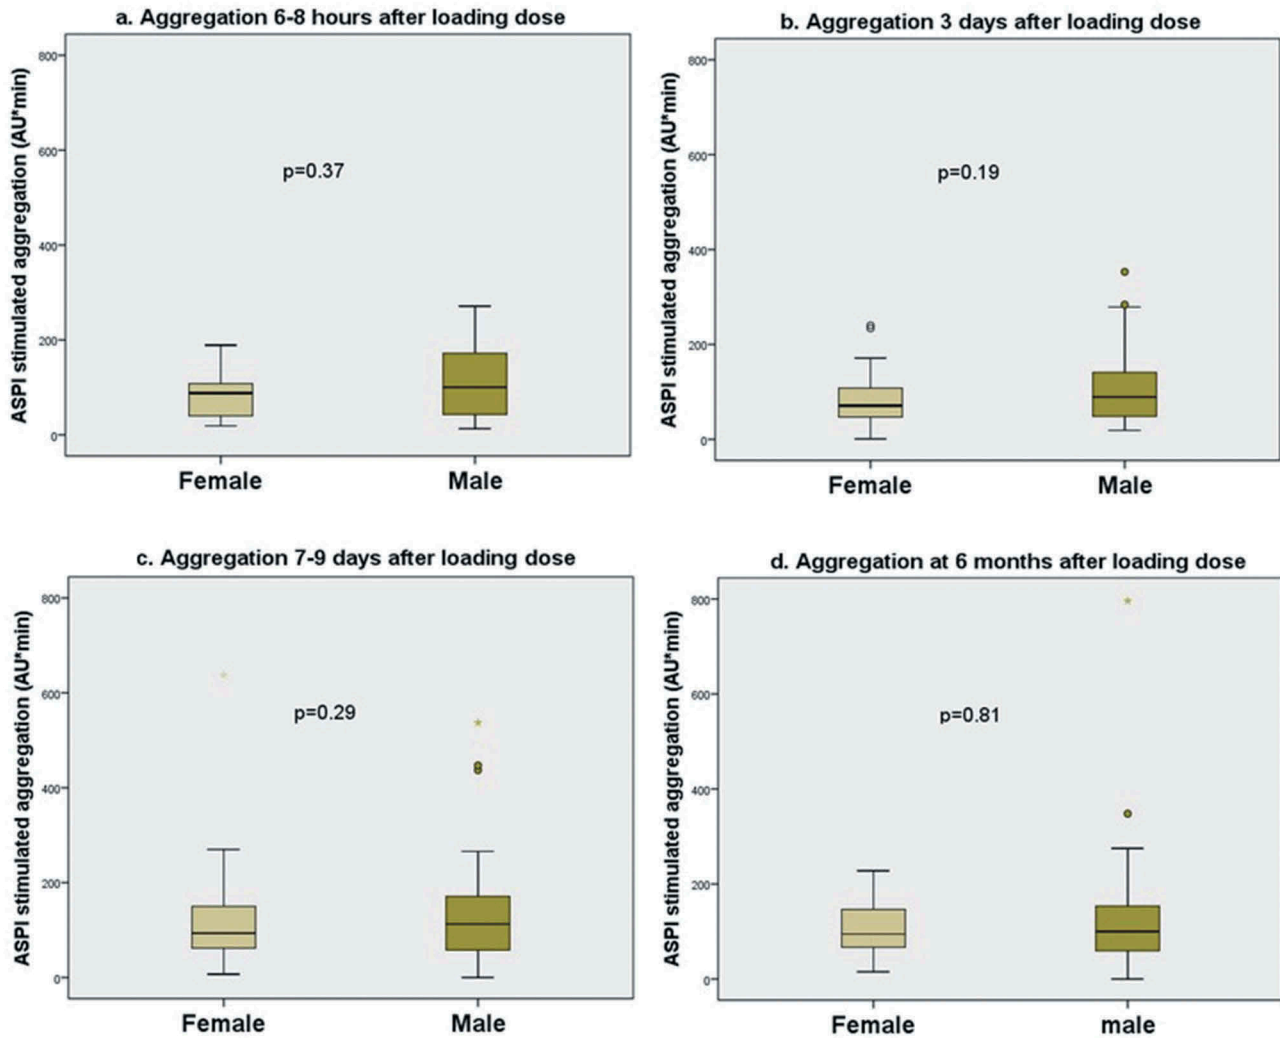 a. Aggregation 6-8 hours after loading dose
ASPI stimulated aggregation (AU*min)
800
600
400
200
0
p=0.37
Female
Male
b. Aggregation 3 days after loading dose
ASPI stimulated aggregation (AU*min)
800
600
400
200
0
p=0.19
Female
Male
c. Aggregation 7-9 days after loading dose
ASPI stimulated aggregation (AU*min)
800
600
400
200
0
p=0.29
Female
Male
d. Aggregation at 6 months after loading dose
ASPI stimulated aggregation (AU*min)
800
600
400
200
0
p=0.81
Female
male